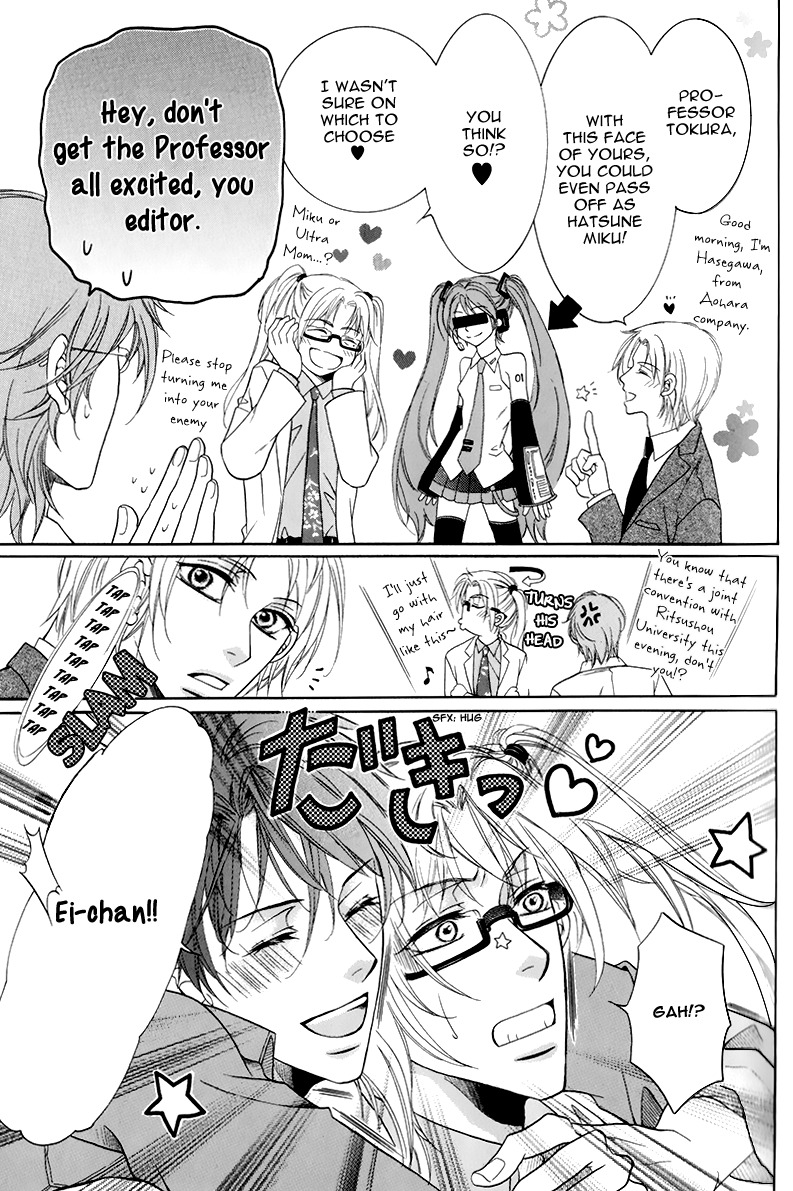 PRO-
FESSOR
TOKURA,
WITH
THIS FACE
OF YOURS,
YOU COULD
EVEN PASS
OFF AS
HATSUNE
MIKU!
Good
morning, I'm
Hasegawa,
from
Aohara
company.
YOU
THINK
SO!?
♥
I WASN'T
SURE ON
WHICH TO
CHOOSE
♥
Miku or
Ultra
Mom...?
01
Hey, don't
get the Professor
all excited, you
editor.
Please stop
turning me
into your
enemy
You know that
there's a joint
convention with
Ritsushou
University this
evening, don't
you!?
TURNS
HIS
HEAD
I'll just
go with
my hair
like this~
♪
TAP
TAP
TAP
TAP
TAP
TAP
TAP
TAP
SLAM
SFX: HUG
だきっ
Ei-chan!!
GAH!?